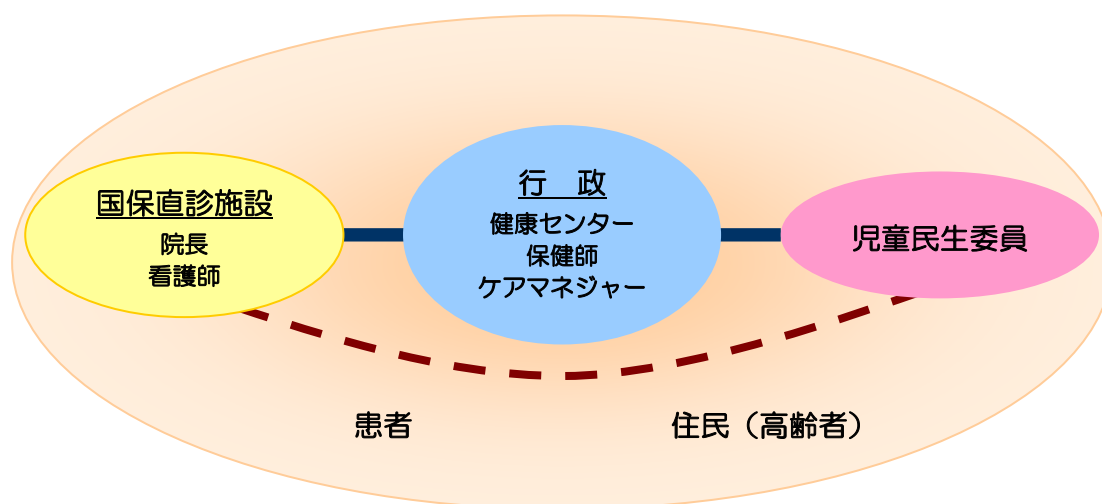 国保直診施設
院長
看護師
行　政
健康センター
保健師
ケアマネジャー
児童民生委員
患者
住民（高齢者）